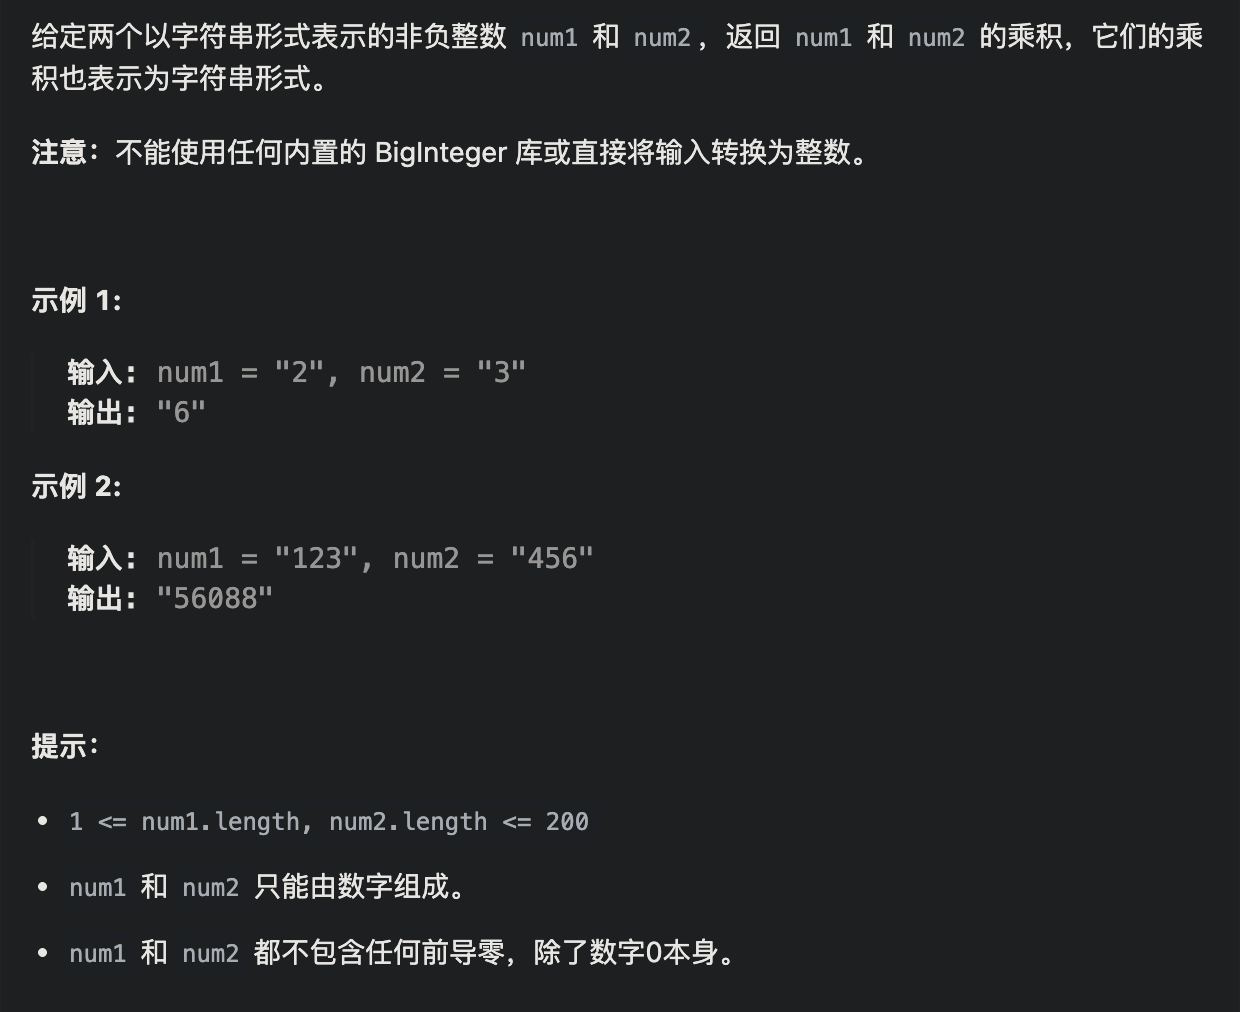 给定两个以字符串形式表示的非负整数 num1 和 num2，返回 num1 和 num2 的乘积，它们的乘
积也表示为字符串形式。
注意：不能使用任何内置的 BigInteger 库或直接将输入转换为整数。
示例 1:
输入: num1 = "2", num2 = "3"
输出: "6"
示例 2:
输入: num1 = "123", num2 = "456"
输出: "56088"
提示：
• 1 <= num1.length, num2.length <= 200
• num1 和 num2 只能由数字组成。
• num1 和 num2 都不包含任何前导零，除了数字0本身。